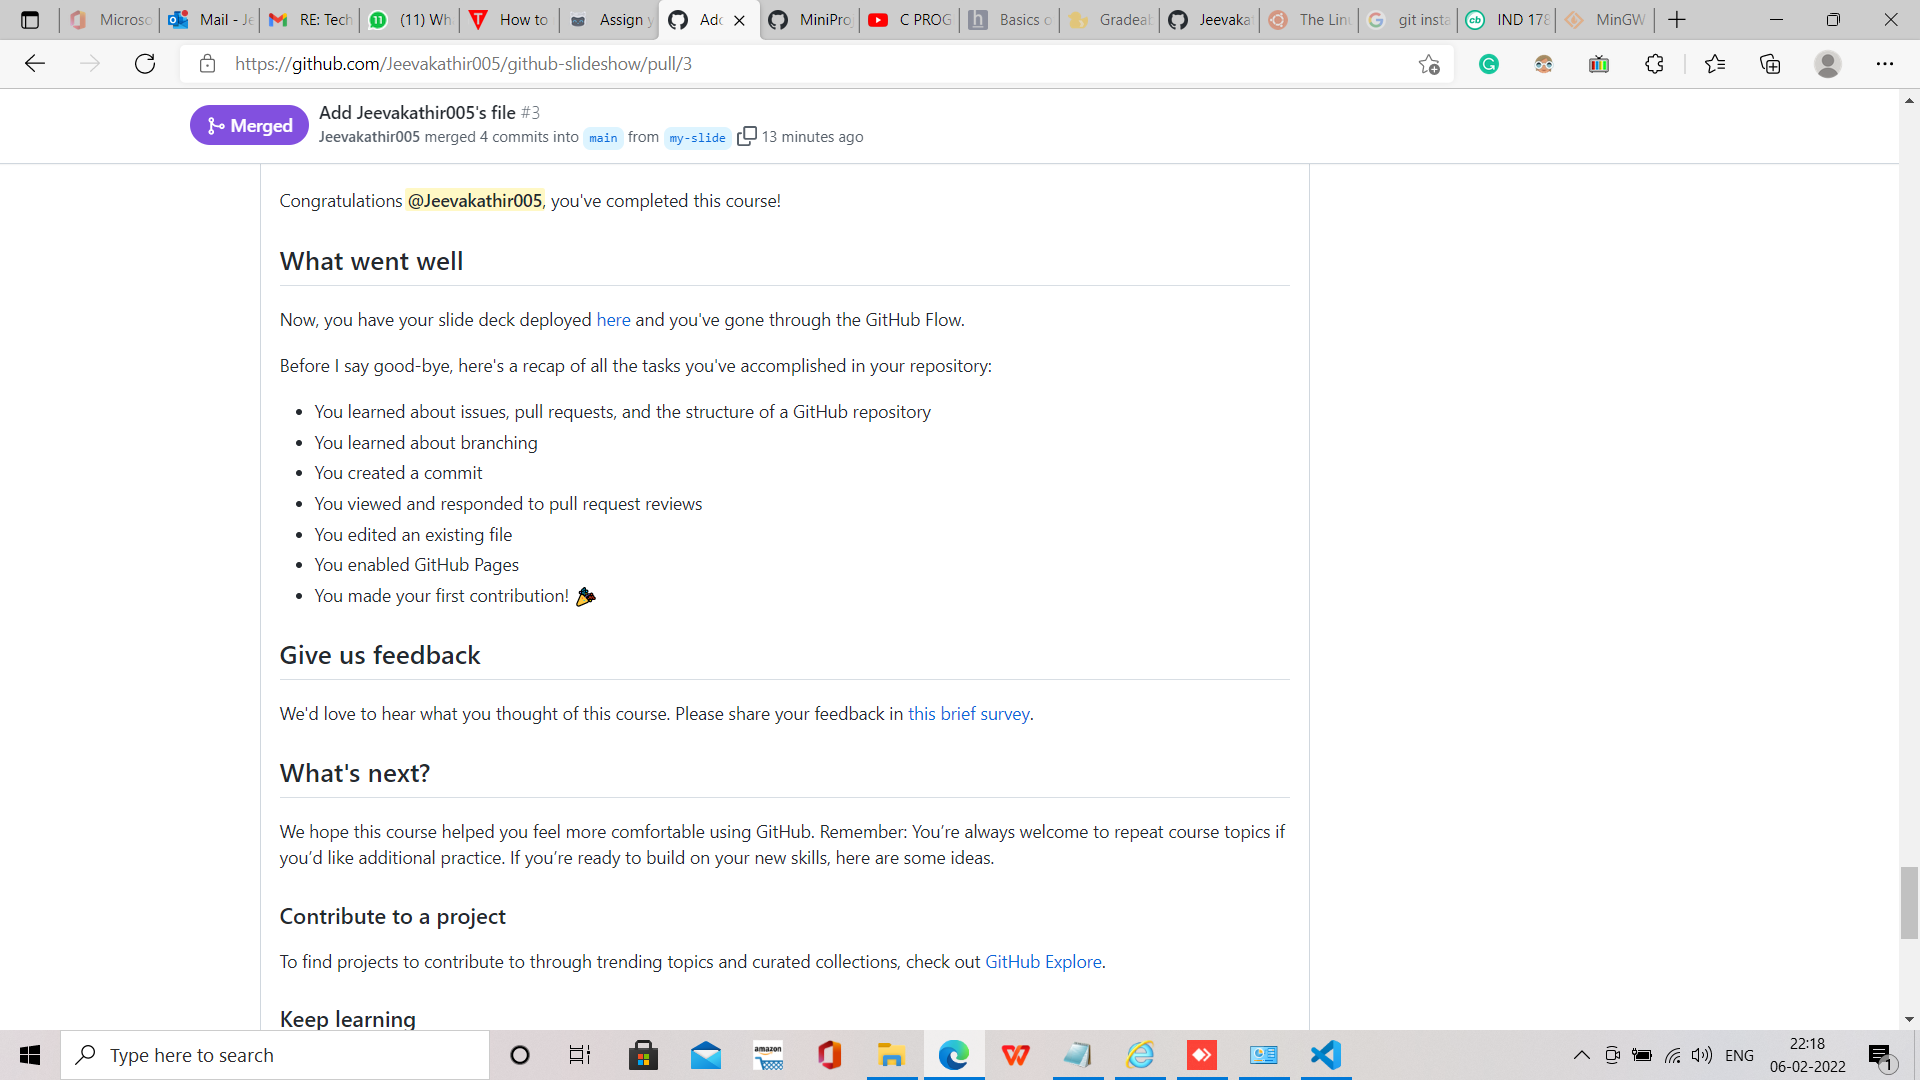 Microso
Mail - Je
RE: Tech
(11) Wh
How to
Assign y
Add
MiniPro
C PROG
Basics o
Gradeab
Jeevakat
The Linu
git insta
IND 178
MinGW
https://github.com/Jeevakathir005/github-slideshow/pull/3
Merged
Add Jeevakathir005's file #3
Jeevakathir005 merged 4 commits into main from my-slide 13 minutes ago
Congratulations @Jeevakathir005, you've completed this course!
What went well
Now, you have your slide deck deployed here and you've gone through the GitHub Flow.
Before I say good-bye, here's a recap of all the tasks you've accomplished in your repository:
• You learned about issues, pull requests, and the structure of a GitHub repository
• You learned about branching
• You created a commit
• You viewed and responded to pull request reviews
• You edited an existing file
• You enabled GitHub Pages
• You made your first contribution! 🎉
Give us feedback
We'd love to hear what you thought of this course. Please share your feedback in this brief survey.
What's next?
We hope this course helped you feel more comfortable using GitHub. Remember: You’re always welcome to repeat course topics if
you’d like additional practice. If you’re ready to build on your new skills, here are some ideas.
Contribute to a project
To find projects to contribute to through trending topics and curated collections, check out GitHub Explore.
Keep learning
Type here to search
amazon
ENG
22:18
06-02-2022
1